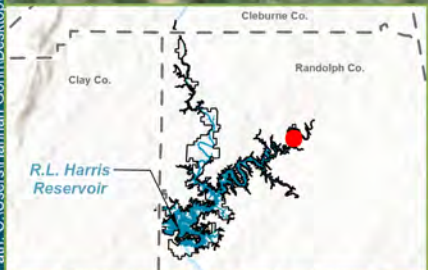 Cleburne Co.
Clay Co.
Randolph Co.
R.L. Harris
Reservoir